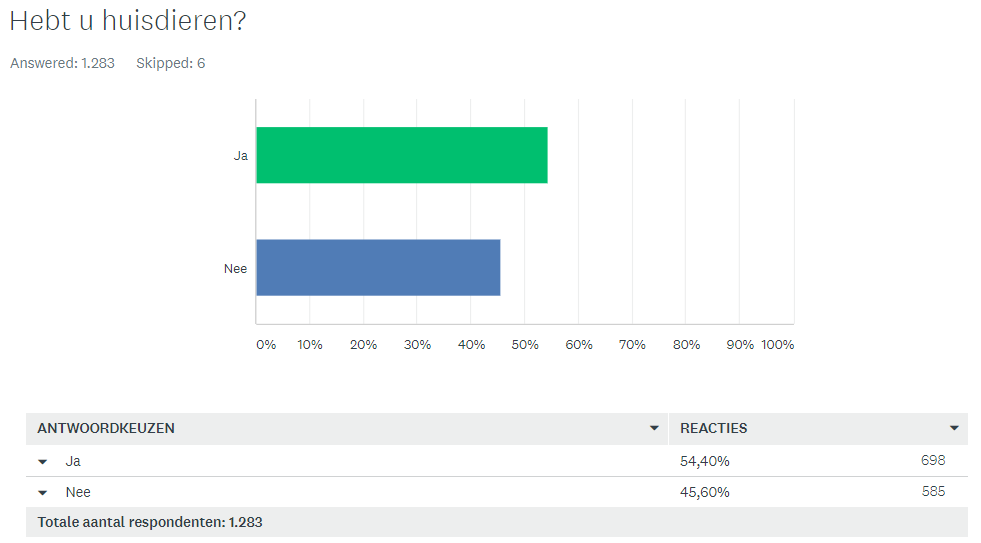 Hebt u huisdieren?
Answered: 1.283 Skipped: 6
Ja
Nee
0% 10% 20% 30% 40% 50% 60% 70% 80% 90% 100%
ANTWOORDKEUZEN REACTIES
Ja 54,40% 698
Nee 45,60% 585
Totale aantal respondenten: 1.283